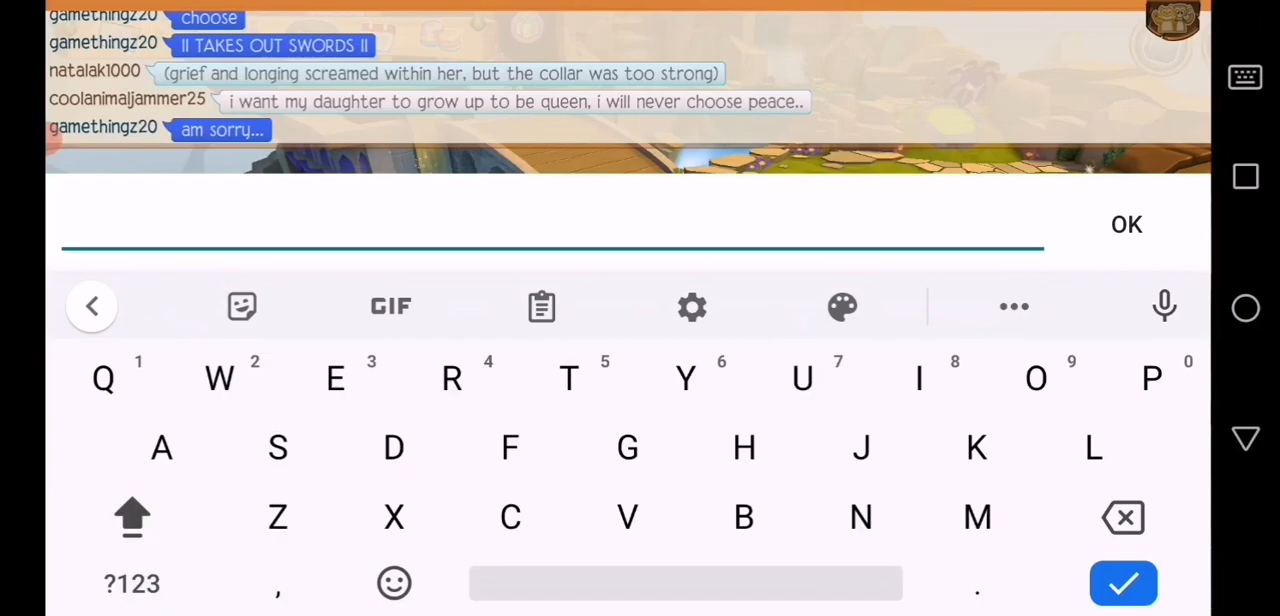 gamethingz20 choose
gamethingz20 || TAKES OUT SWORDS ||
natalak1000 (grief and longing screamed within her, but the collar was too strong)
coolanimaljammer25 i want my daughter to grow up to be queen, i will never choose peace..
gamethingz20 am sorry...
OK
GIF
Q 1 W 2 E 3 R 4 T 5 Y 6 U 7 I 8 O 9 P 0
A S D F G H J K L
Z X C V B N M
?123 , .